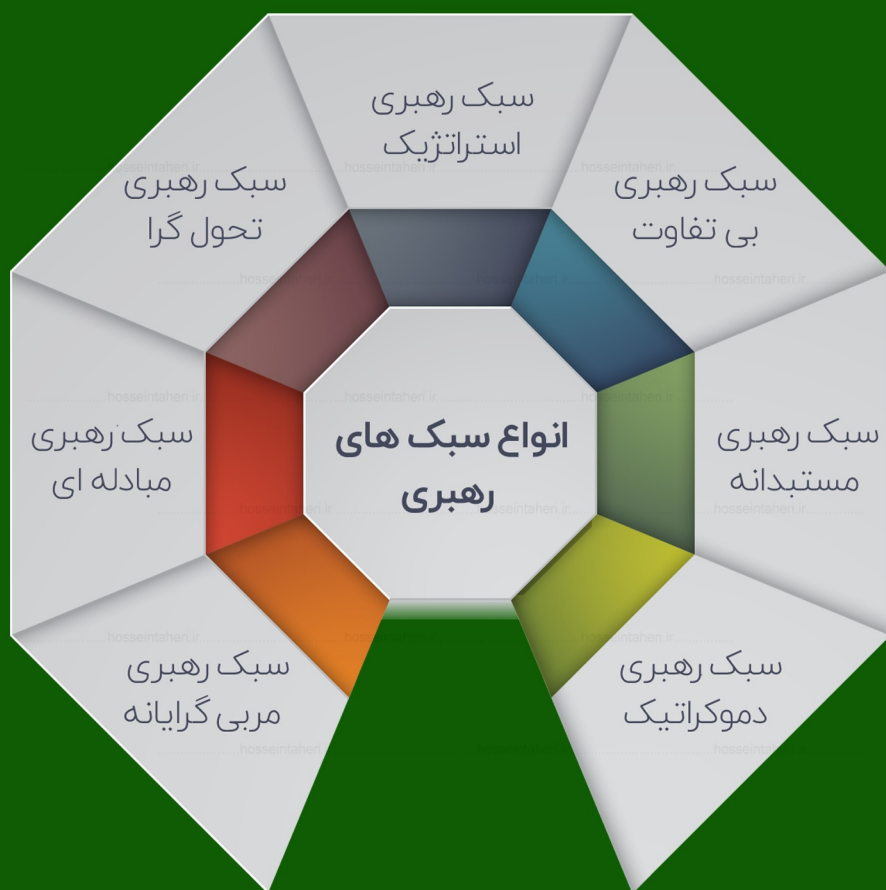 انواع سبک های
رهبری
سبک رهبری
استراتژیک
سبک رهبری
بی تفاوت
سبک رهبری
مستبدانه
سبک رهبری
دموکراتیک
سبک رهبری
مربی گرایانه
سبک رهبری
مبادله ای
سبک رهبری
تحول گرا
hosseintaheri.ir